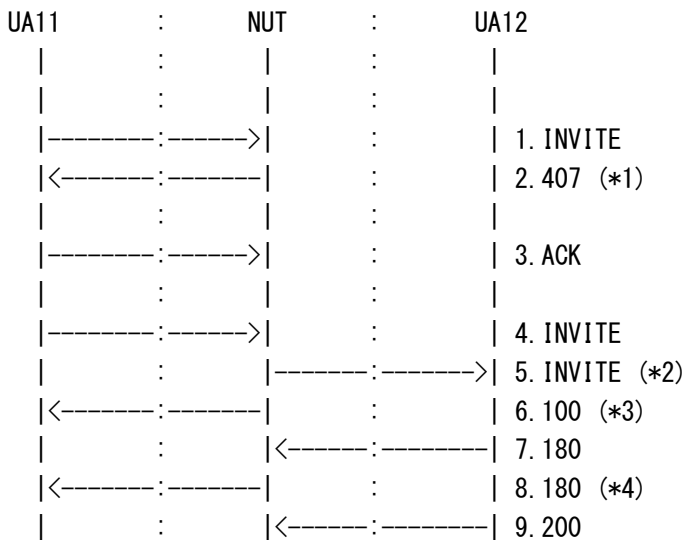 UA11 : NUT : UA12
| : | : |
| : | : |
|--------:------>| : | 1. INVITE
|<-------:-------| : | 2. 407 (*1)
| : | : |
|--------:------>| : | 3. ACK
| : | : |
|--------:------>| : | 4. INVITE
| : |-------:------->| 5. INVITE (*2)
|<-------:-------| : | 6. 100 (*3)
| : |<------:--------| 7. 180
|<-------:-------| : | 8. 180 (*4)
| : |<------:--------| 9. 200